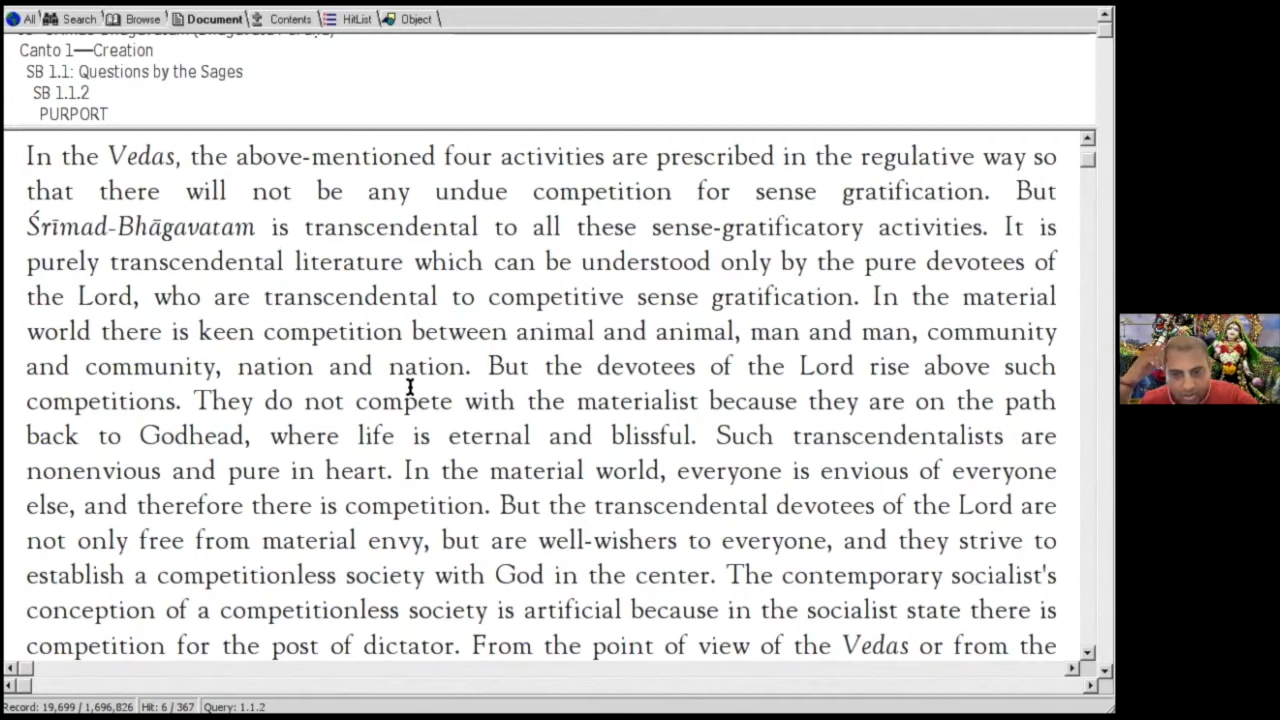 All Search Browse Document Contents HitList Object
Canto 1—Creation
SB 1.1: Questions by the Sages
SB 1.1.2
PURPORT
In the Vedas, the above-mentioned four activities are prescribed in the regulative way so
that there will not be any undue competition for sense gratification. But
Śrīmad-Bhāgavatam is transcendental to all these sense-gratificatory activities. It is
purely transcendental literature which can be understood only by the pure devotees of
the Lord, who are transcendental to competitive sense gratification. In the material
world there is keen competition between animal and animal, man and man, community
and community, nation and nation. But the devotees of the Lord rise above such
competitions. They do not compete with the materialist because they are on the path
back to Godhead, where life is eternal and blissful. Such transcendentalists are
nonenvious and pure in heart. In the material world, everyone is envious of everyone
else, and therefore there is competition. But the transcendental devotees of the Lord are
not only free from material envy, but are well-wishers to everyone, and they strive to
establish a competitionless society with God in the center. The contemporary socialist's
conception of a competitionless society is artificial because in the socialist state there is
competition for the post of dictator. From the point of view of the Vedas or from the
Record: 19,699 / 1,696,826 Hit: 6 / 367 Query: 1.1.2